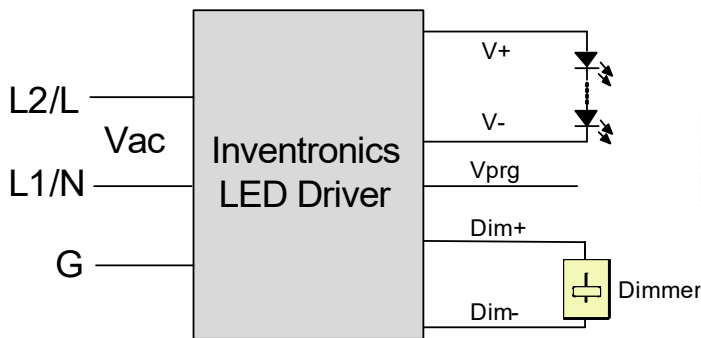 L2/L
Vac
L1/N
G
Inventronics
LED Driver
V+
V-
Vprg
Dim+
Dim-
Dimmer